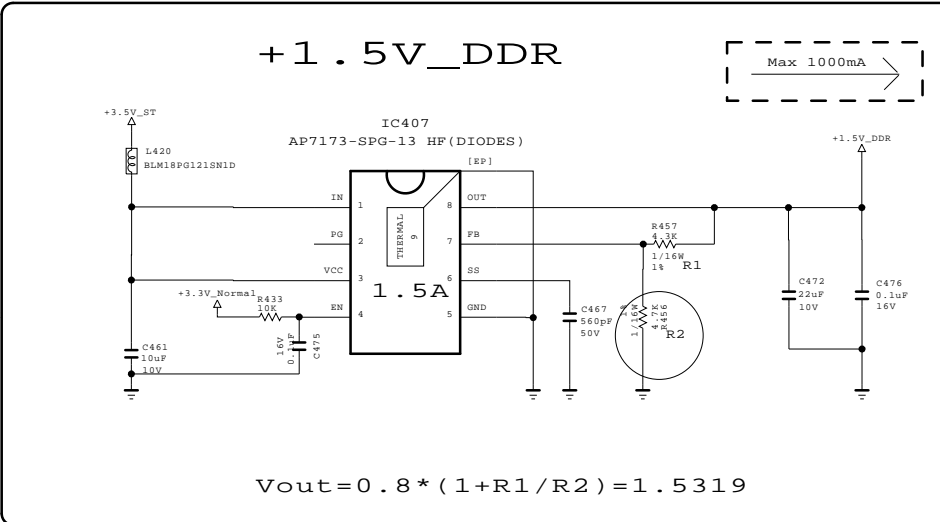 +1.5V_DDR
Max 1000mA
+3.5V_ST
L420
BLM18PG121SN1D
IC407
AP7173-SPG-13 HF(DIODES)
[EP]
+1.5V_DDR
IN
1
8
OUT
THERMAL
9
R457
4.3K
1/16W
1%
R1
PG
2
7
FB
VCC
3
6
SS
1.5A
+3.3V_Normal
R433
10K
EN
4
5
GND
C461
10uF
10V
16V
0.1uF
C475
C467
560pF
50V
1%
1/16W
4.7K
R456
R2
C472
22uF
10V
C476
0.1uF
16V
Vout=0.8*(1+R1/R2)=1.5319